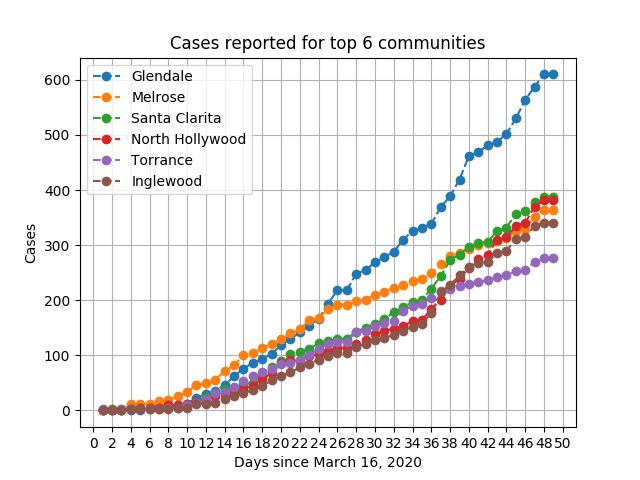 Cases reported for top 6 communities
Glendale
Melrose
Santa Clarita
North Hollywood
Torrance
Inglewood
600
500
400
300
200
100
0
Cases
0 2 4 6 8 10 12 14 16 18 20 22 24 26 28 30 32 34 36 38 40 42 44 46 48 50
Days since March 16, 2020